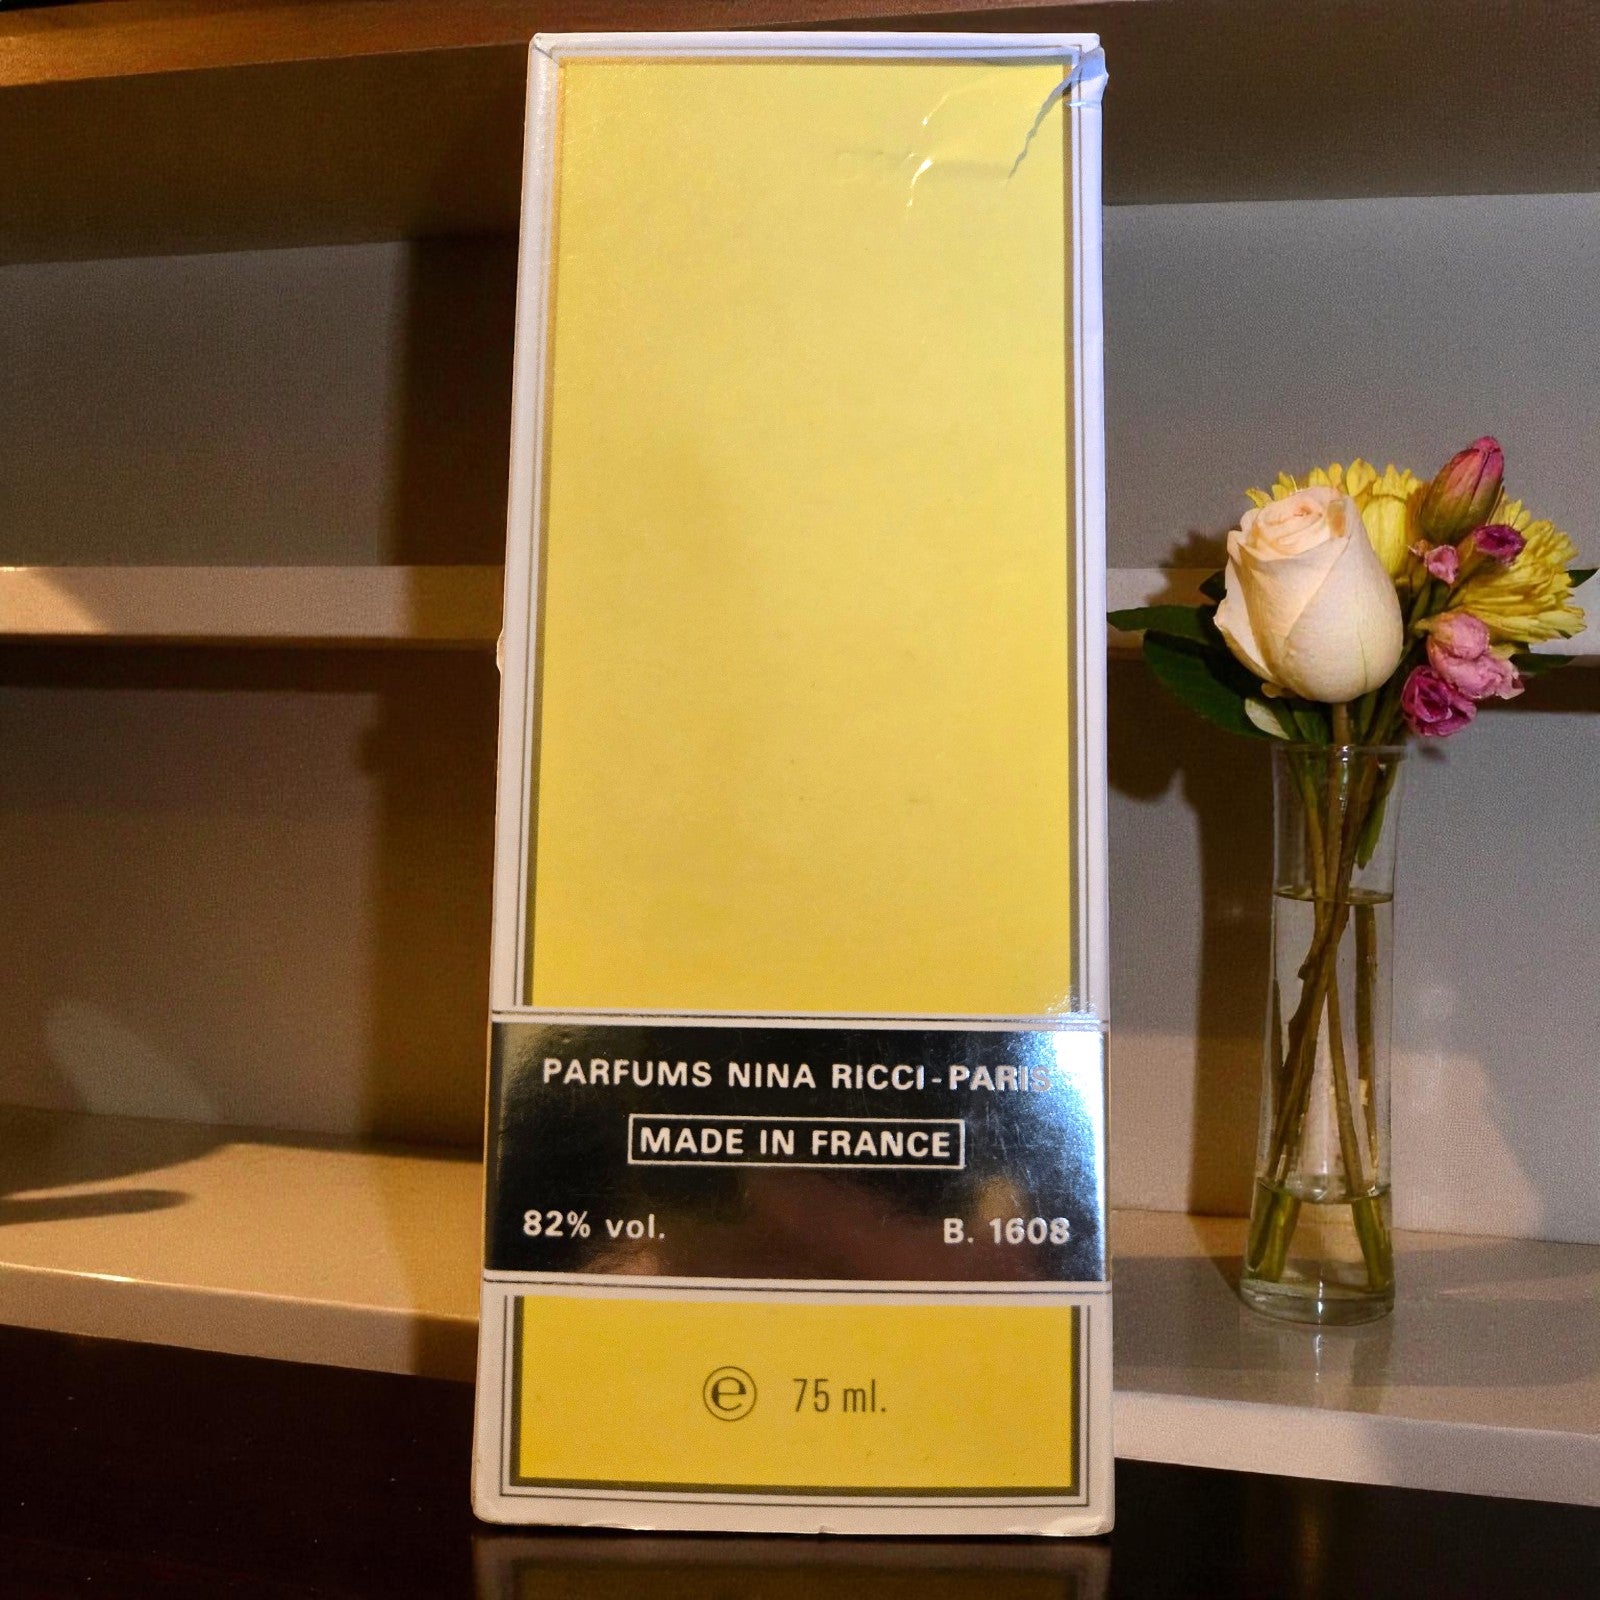 PARFUMS NINA RICCI-PARIS
MADE IN FRANCE
82% vol. B. 1608
℮ 75 ml.